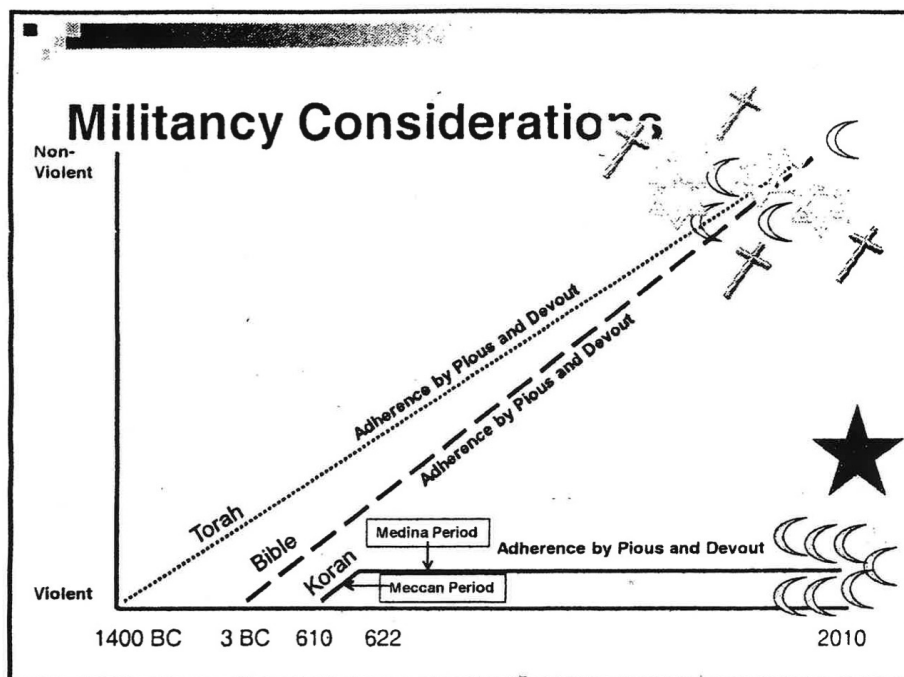 Militancy Considerations
Non-
Violent
Adherence by Pious and Devout
Adherence by Pious and Devout
Torah
Bible
Koran
Medina Period
Adherence by Pious and Devout
Meccan Period
Violent
1400 BC 3 BC 610 622 2010